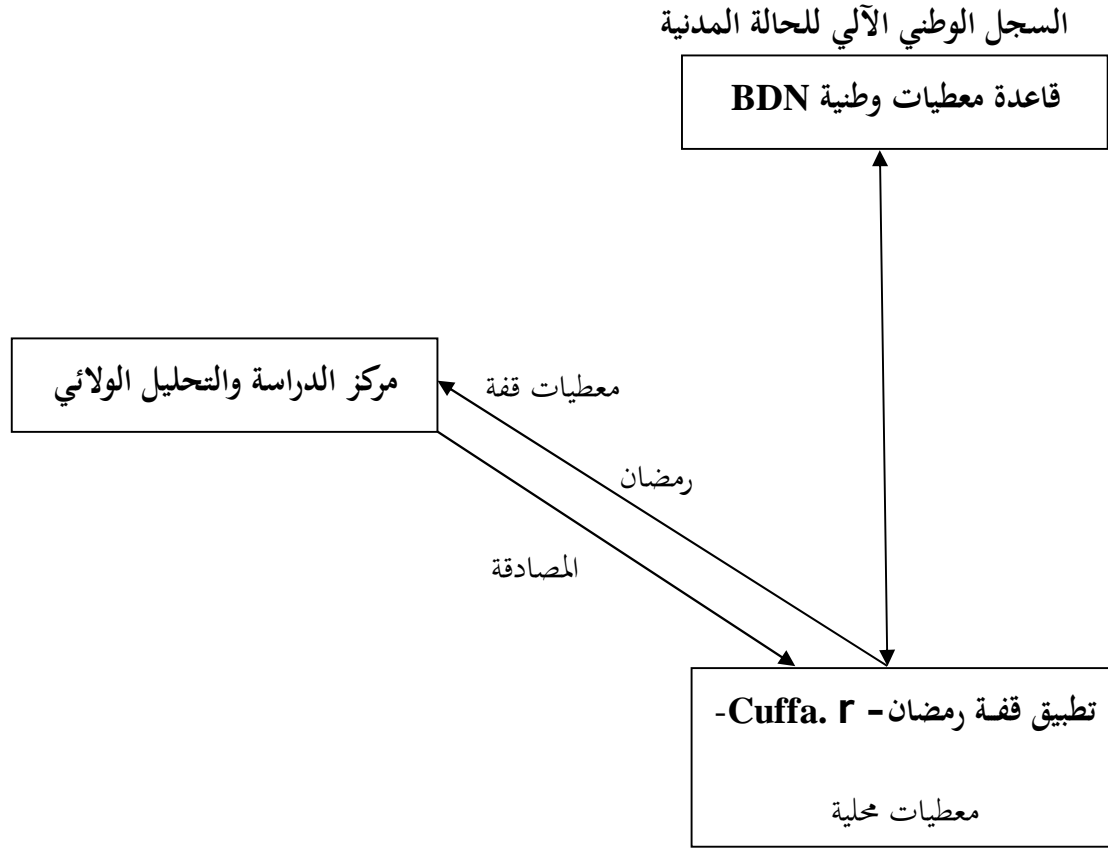 السجل الوطني الآلي للحالة المدنية
قاعدة معطيات وطنية BDN
مركز الدراسة والتحليل الولائي
معطيات قفة
رمضان
المصادقة
تطبيق قفـة رمضان- Cuffa. r-
معطيات محلية